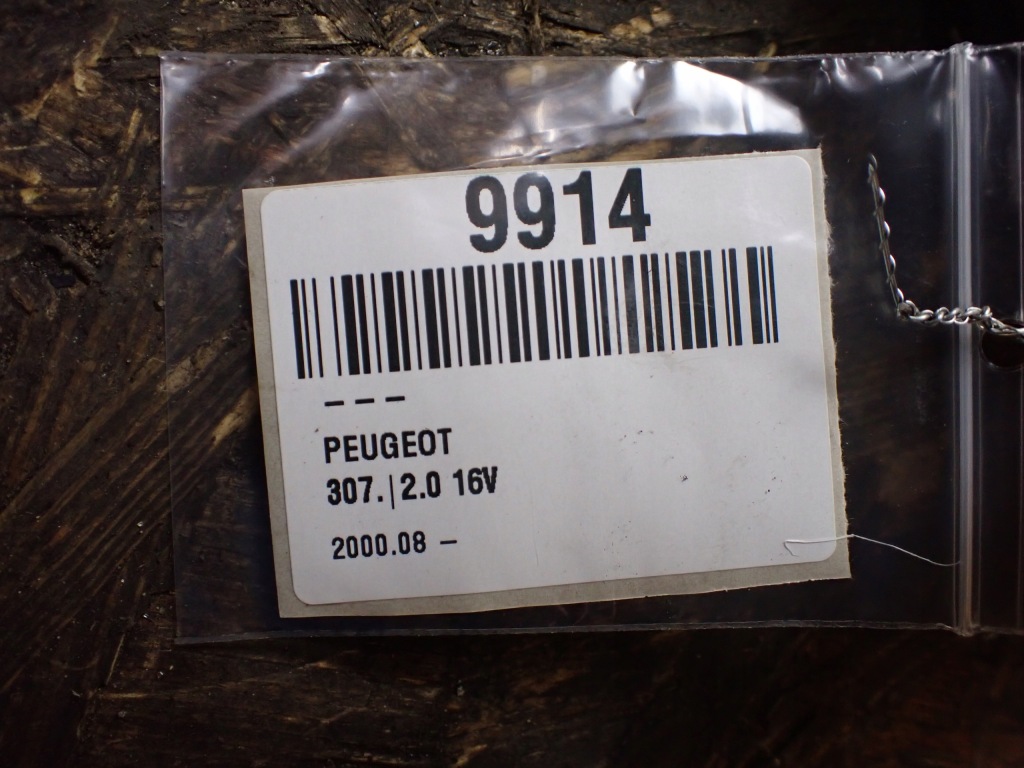 9914
– – –
PEUGEOT
307.|2.0 16V
2000.08 –